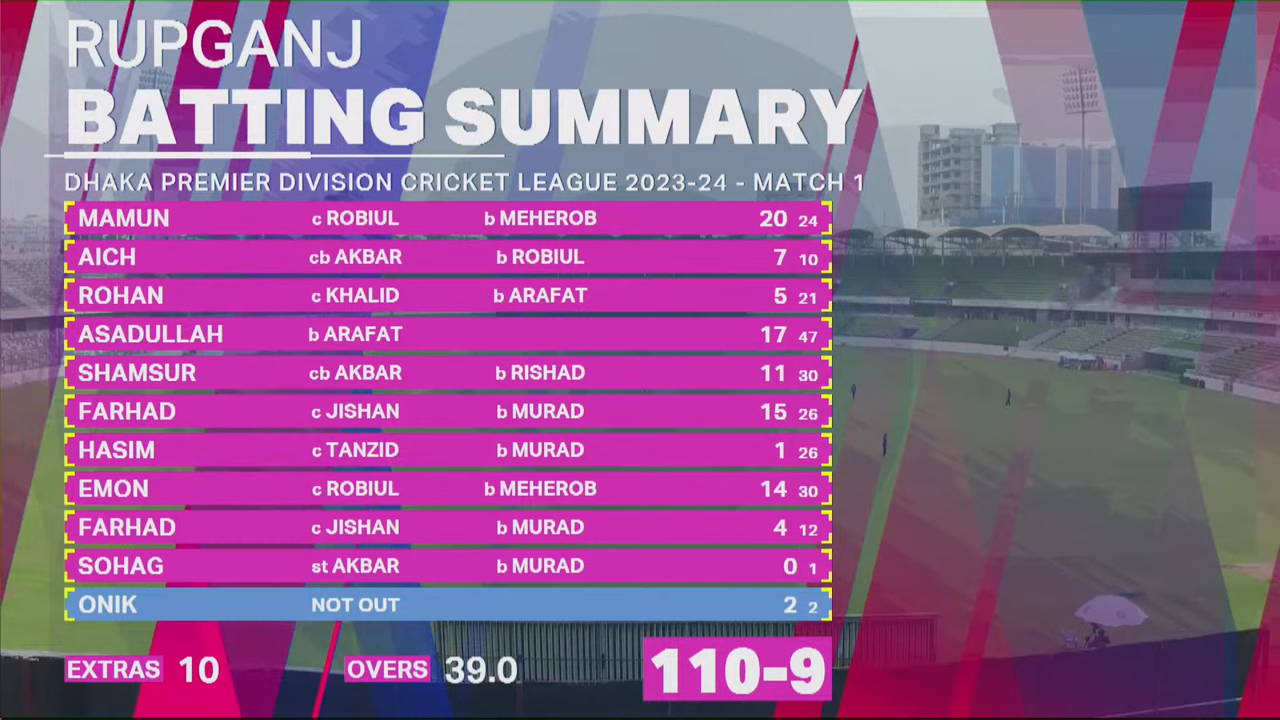 RUPGANJ
BATTING SUMMARY
DHAKA PREMIER DIVISION CRICKET LEAGUE 2023-24 - MATCH 1
MAMUN c ROBIUL b MEHEROB 20 24
AICH cb AKBAR b ROBIUL 7 10
ROHAN c KHALID b ARAFAT 5 21
ASADULLAH b ARAFAT 17 47
SHAMSUR cb AKBAR b RISHAD 11 30
FARHAD c JISHAN b MURAD 15 26
HASIM c TANZID b MURAD 1 26
EMON c ROBIUL b MEHEROB 14 30
FARHAD c JISHAN b MURAD 4 12
SOHAG st AKBAR b MURAD 0 1
ONIK NOT OUT 2 2
EXTRAS 10 OVERS 39.0 110-9